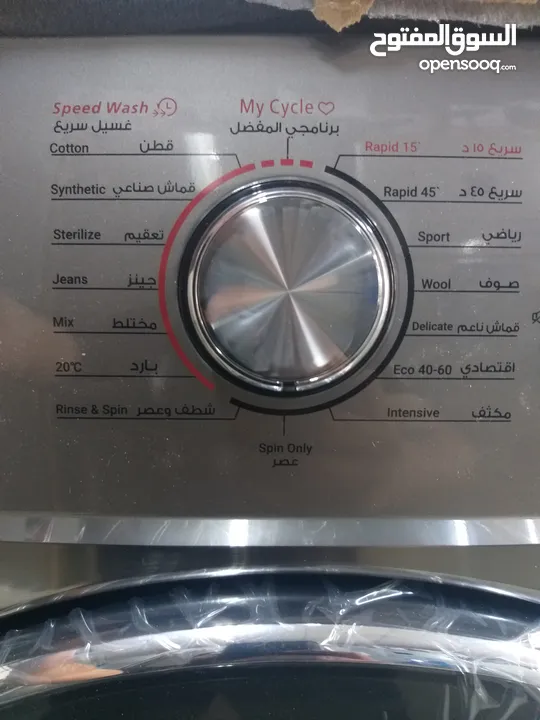 السوق المفتوح
opensooq.com
Speed Wash
غسيل سريع
My Cycle
برنامجي المفضل
Cotton قطن
Synthetic قماش صناعي
Sterilize تعقيم
Jeans جينز
Mix مختلط
20℃ بارد
Rinse & Spin شطف وعصر
Spin Only
عصر
Rapid 15` سريع ١٥ د
Rapid 45` سريع ٤٥ د
Sport رياضي
Wool صوف
Delicate قماش ناعم
Eco 40-60 اقتصادي
Intensive مكثف